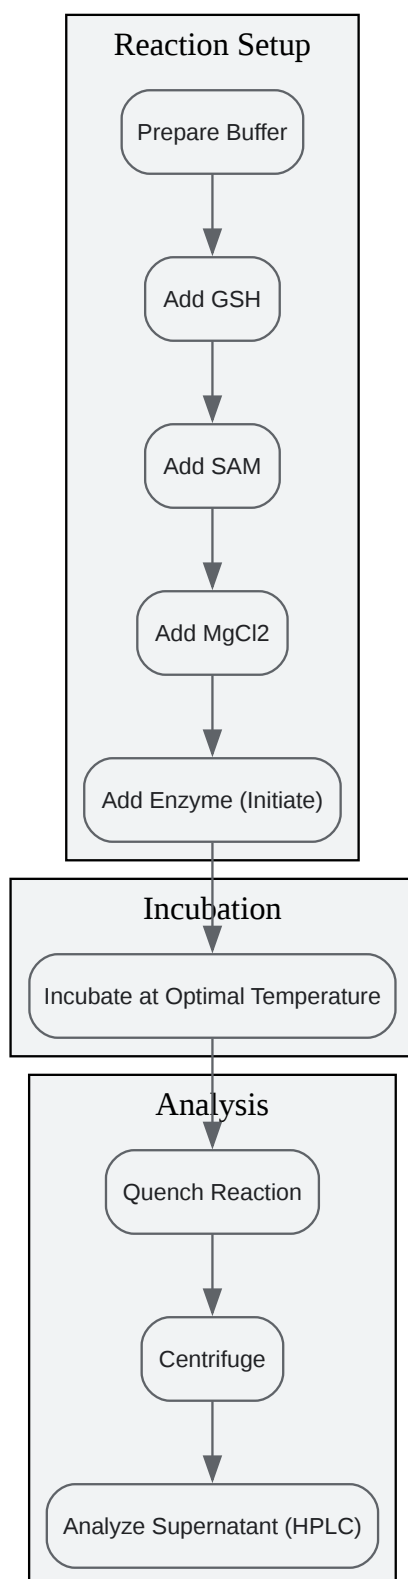 Reaction Setup
Prepare Buffer
Add GSH
Add SAM
Add MgCl2
Add Enzyme (Initiate)
Incubation
Incubate at Optimal Temperature
Analysis
Quench Reaction
Centrifuge
Analyze Supernatant (HPLC)